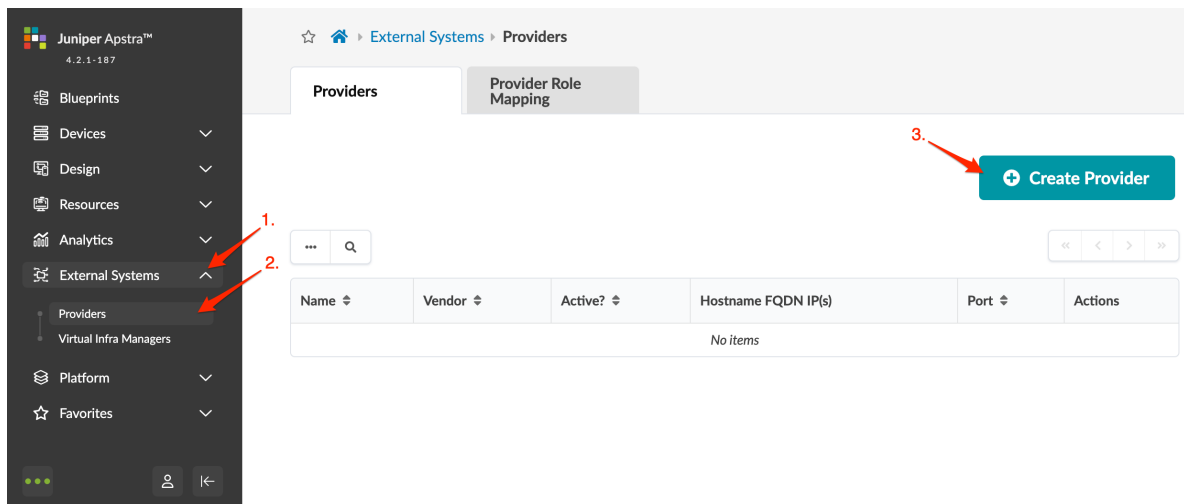 Juniper Apstra™
4.2.1-187
Blueprints
Devices
Design
Resources
Analytics
External Systems
Providers
Virtual Infra Managers
Platform
Favorites
1.
2.
External Systems Providers
Providers
Provider Role
Mapping
3.
Create Provider
Name Vendor Active? Hostname FQDN IP(s) Port Actions
No items